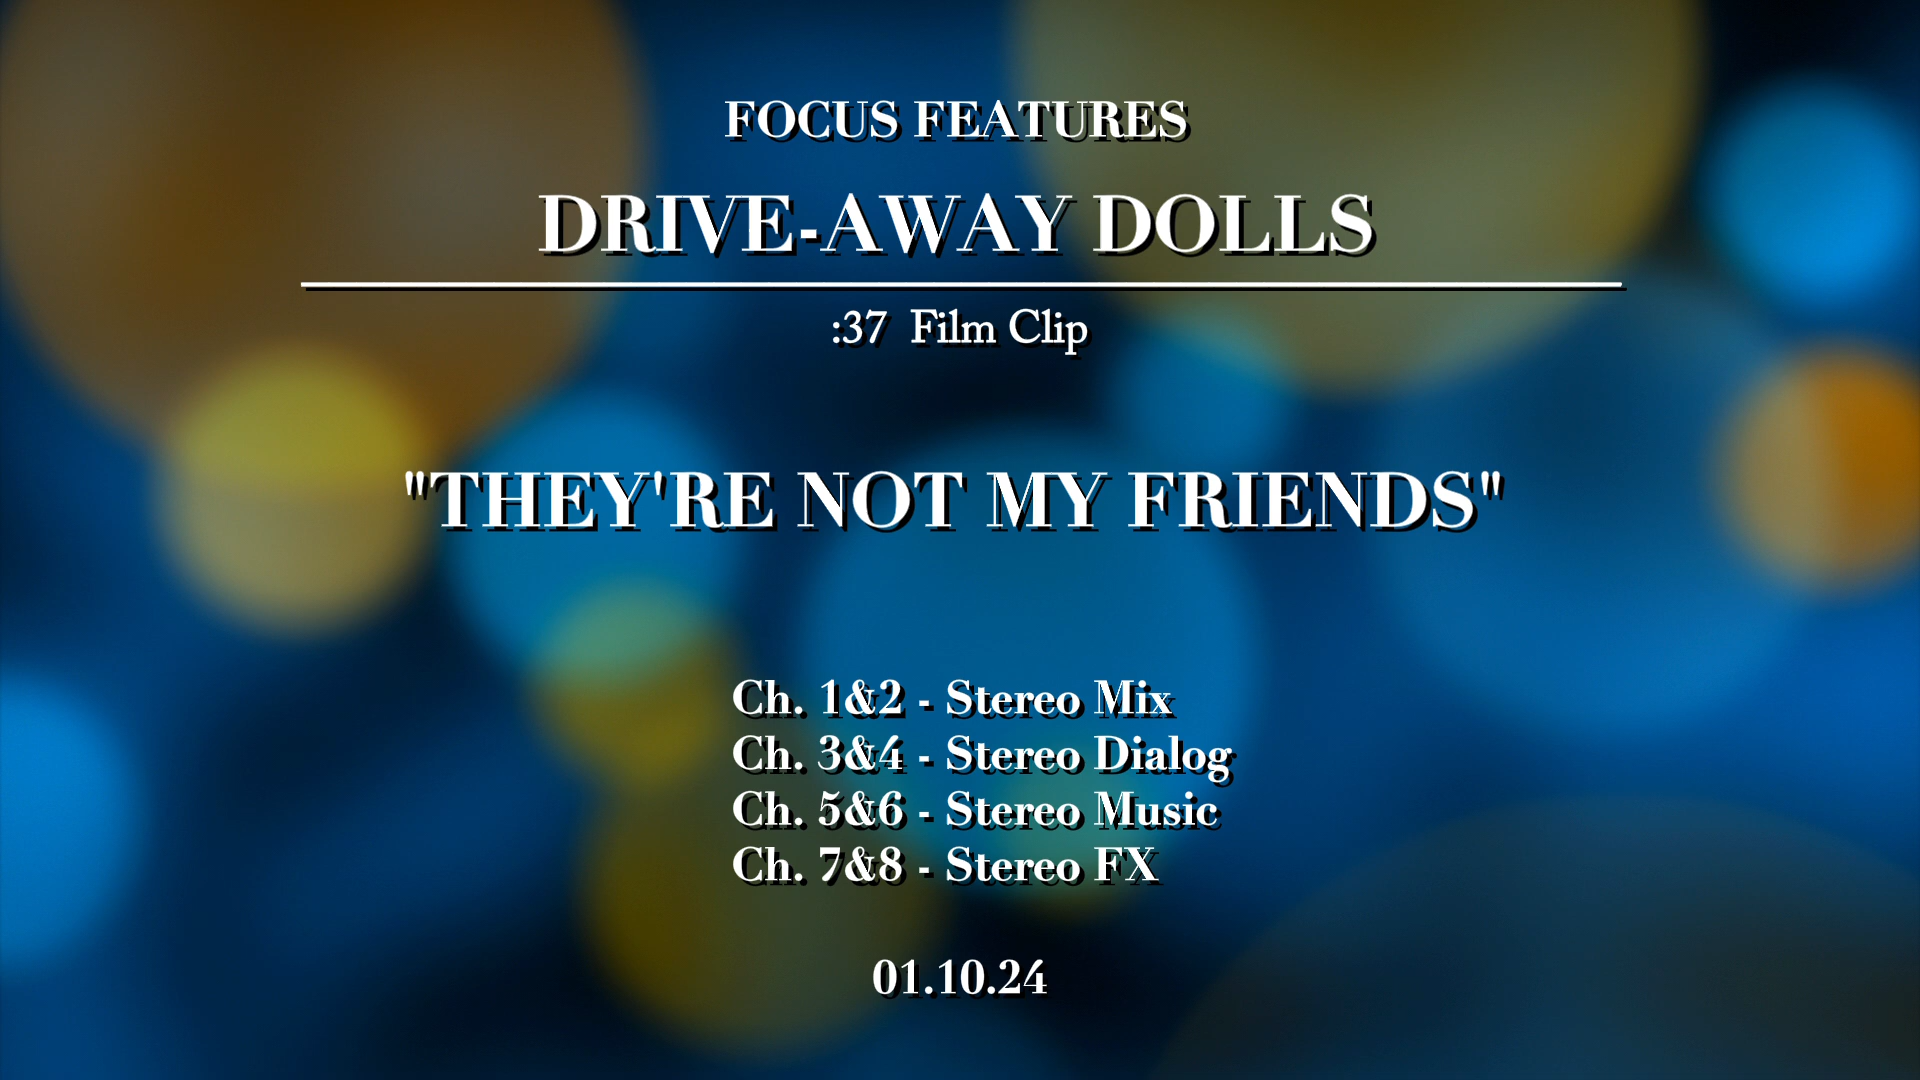 FOCUS FEATURES
DRIVE-AWAY DOLLS
:37 Film Clip
"THEY'RE NOT MY FRIENDS"
Ch. 1&2 - Stereo Mix
Ch. 3&4 - Stereo Dialog
Ch. 5&6 - Stereo Music
Ch. 7&8 - Stereo FX
01.10.24